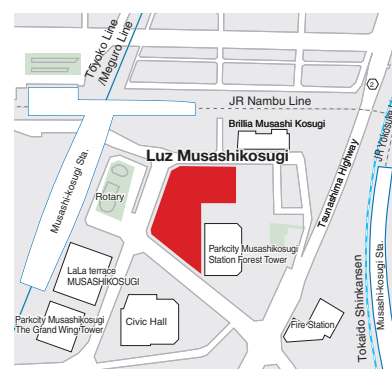 Tōyoko Line
/Meguro Line
2
JR Nambu Line
Brillia Musashi Kosugi
Luz Musashikosugi
JR Yokosuka
Musashi-kosugi Sta.
Rotary
Tsunashima Highway
Parkcity Musashikosugi
Station Forest Tower
LaLa terrace
MUSASHIKOSUGI
Musashi-kosugi Sta.
Tokaido Shinkansen
Parkcity Musashikosugi
The Grand Wing Tower
Civic Hall
Fire Station